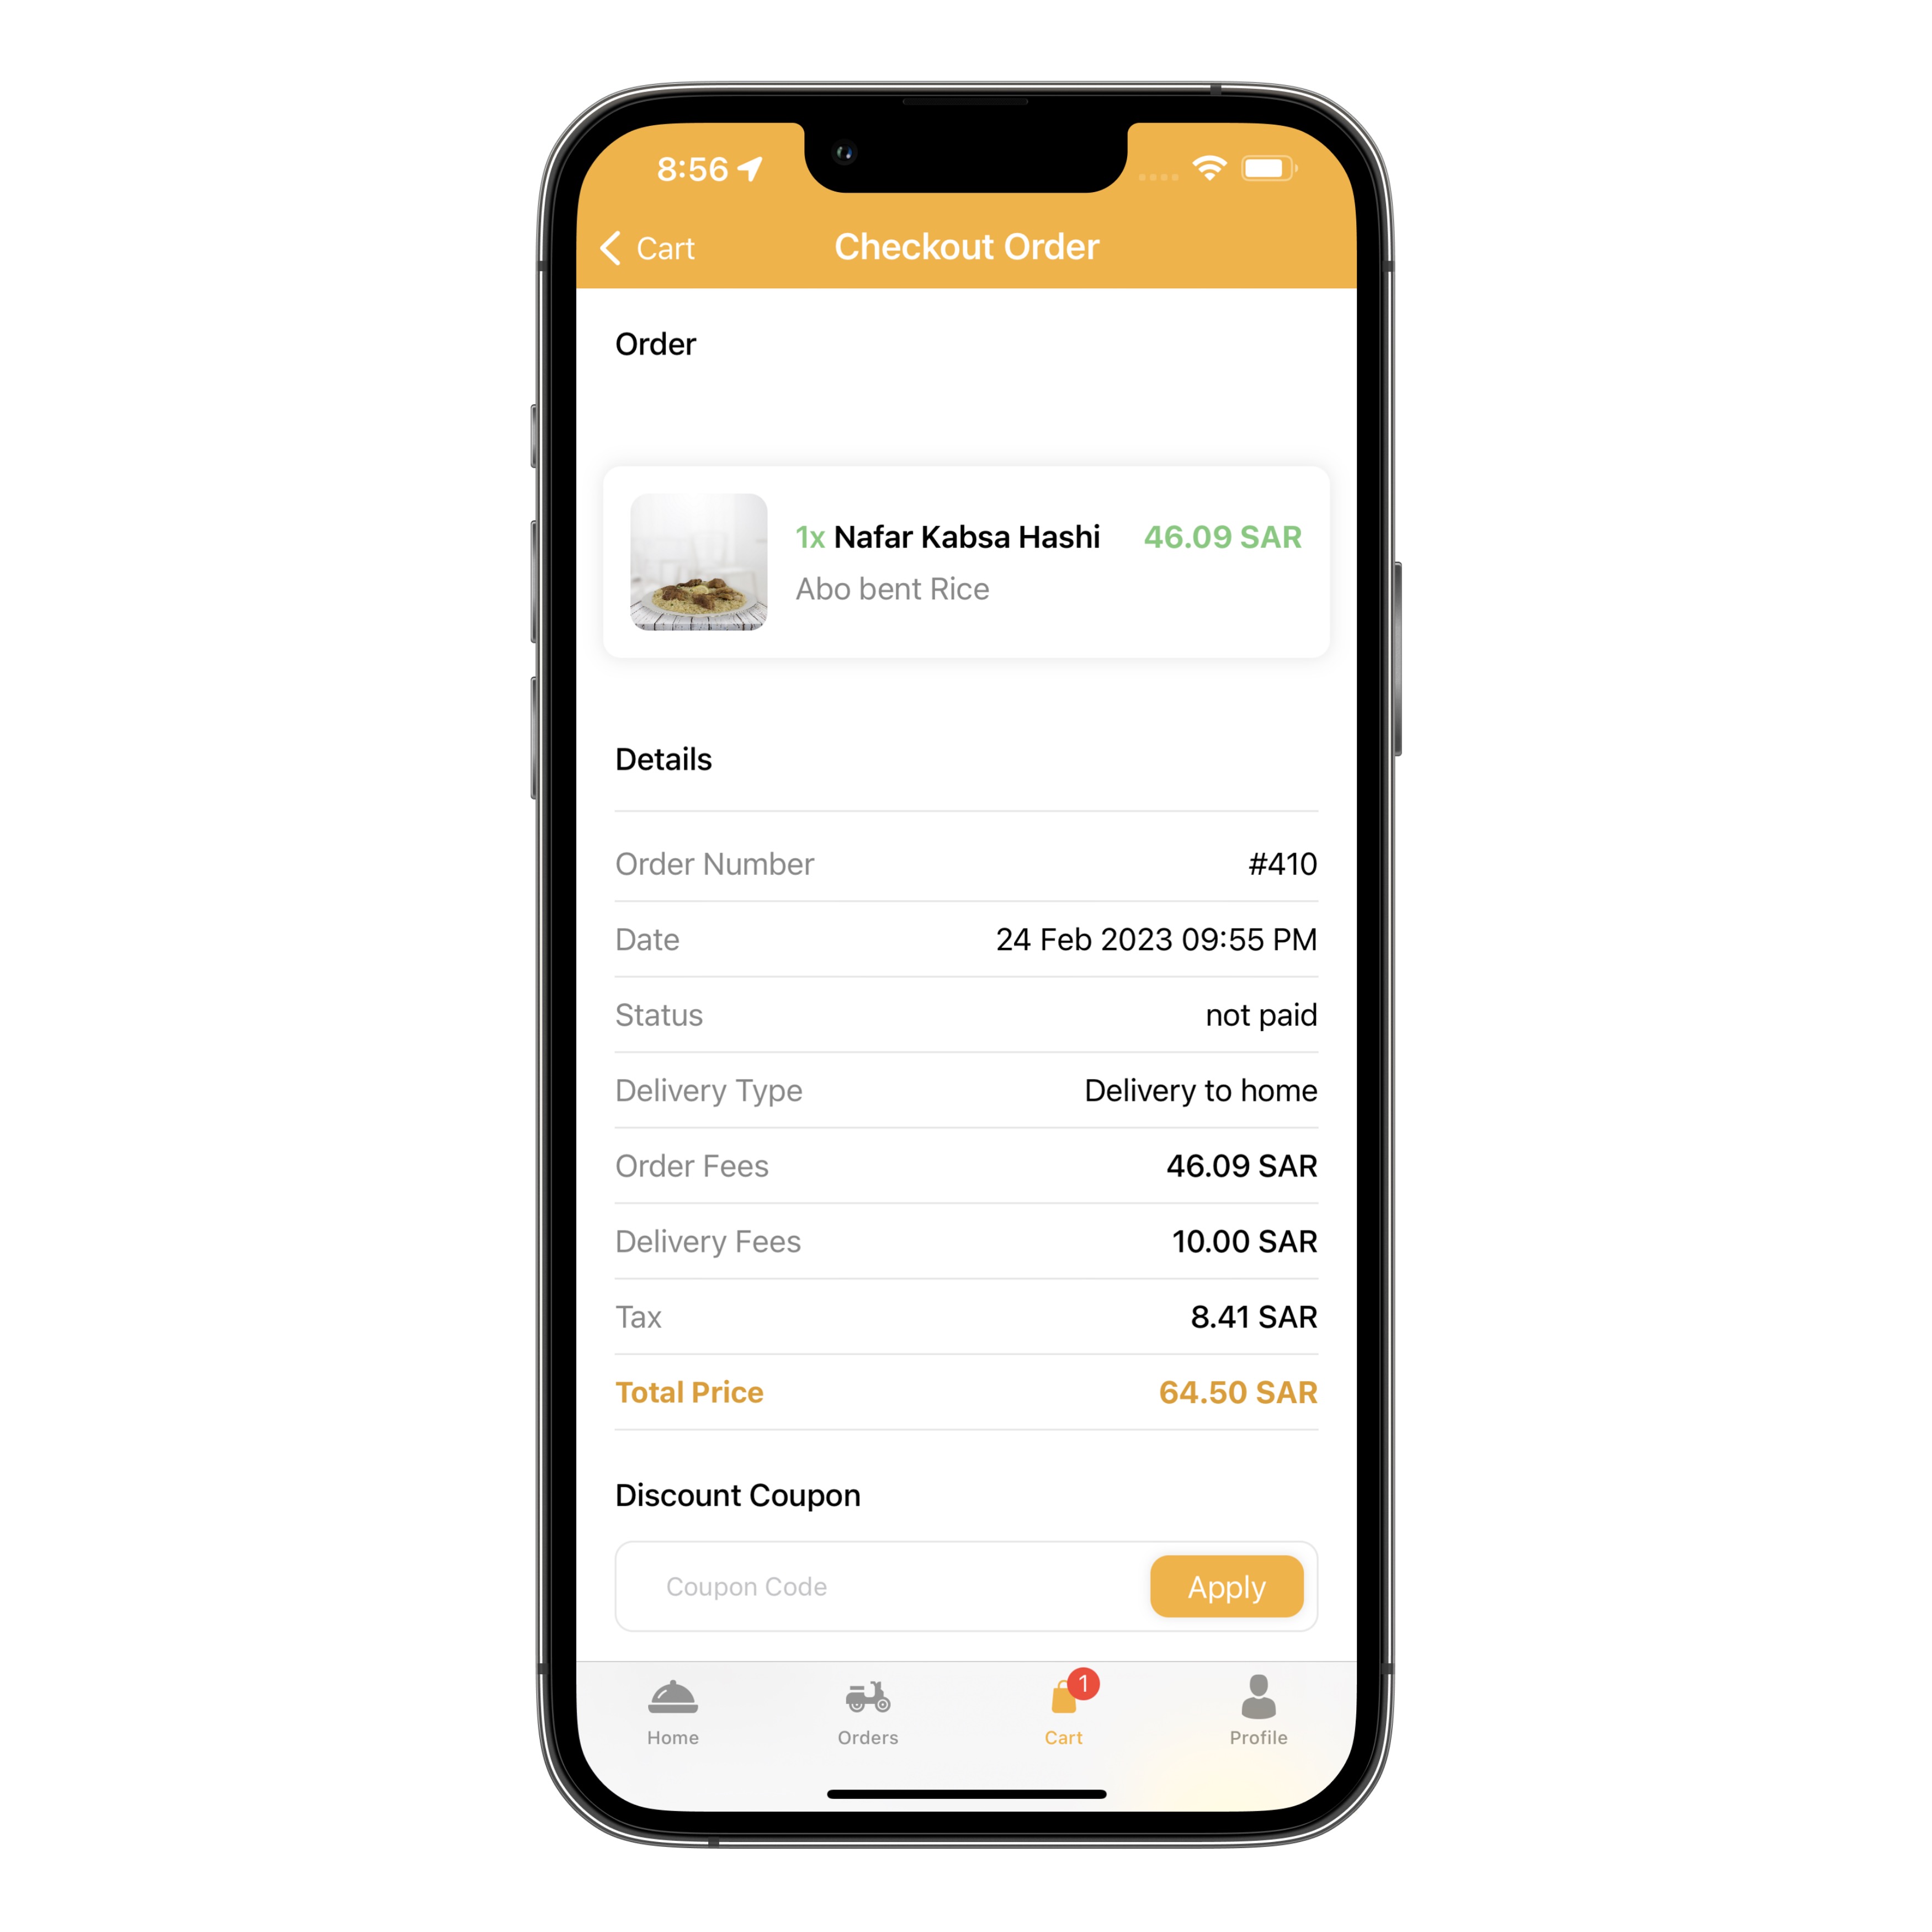 8:56
Cart
Checkout Order
Order
1x Nafar Kabsa Hashi 46.09 SAR
Abo bent Rice
Details
Order Number #410
Date 24 Feb 2023 09:55 PM
Status not paid
Delivery Type Delivery to home
Order Fees 46.09 SAR
Delivery Fees 10.00 SAR
Tax 8.41 SAR
Total Price 64.50 SAR
Discount Coupon
Coupon Code Apply
1
Home Orders Cart Profile